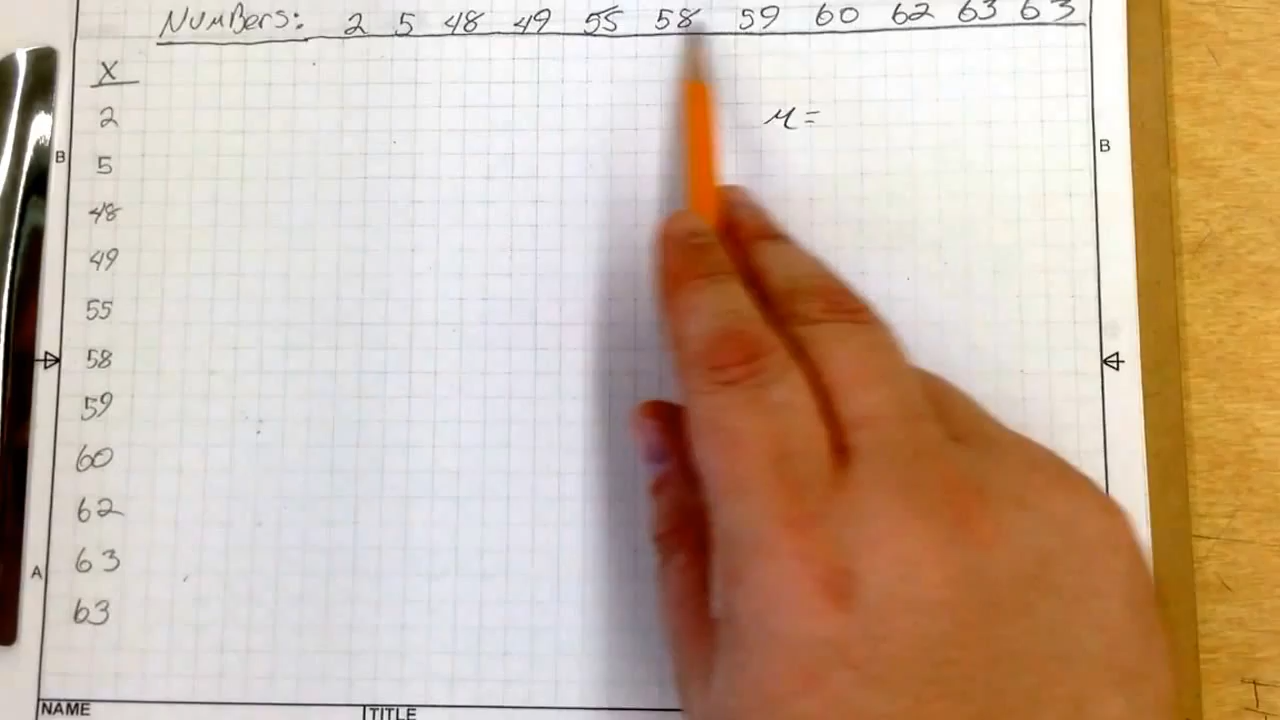 NUMBERS: 2 5 48 49 55 58 59 60 62 63 63
X
2
μ=
B
B
5
48
49
55
58
59
60
62
63
A
63
NAME
TITLE